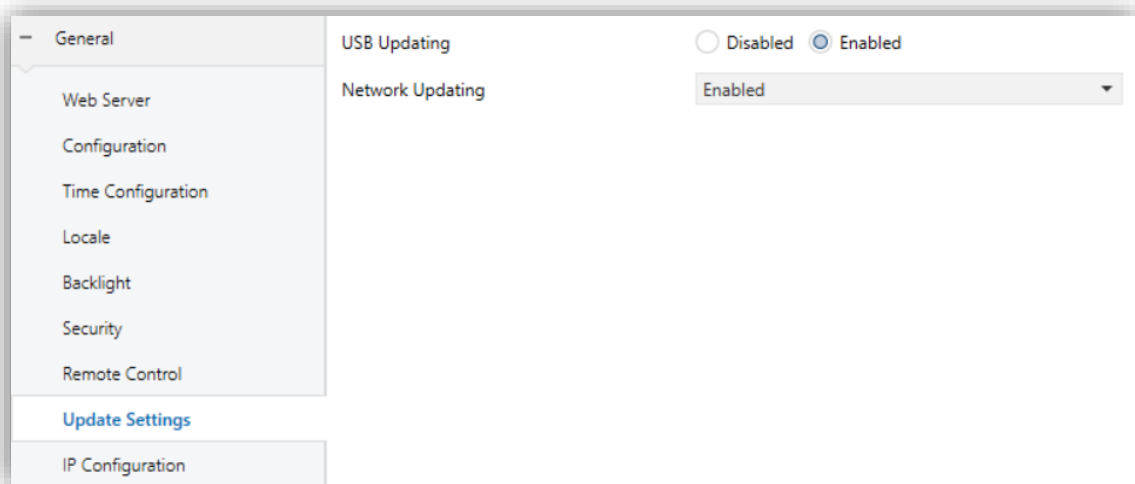 General
Web Server
Configuration
Time Configuration
Locale
Backlight
Security
Remote Control
Update Settings
IP Configuration
USB Updating Disabled Enabled
Network Updating Enabled